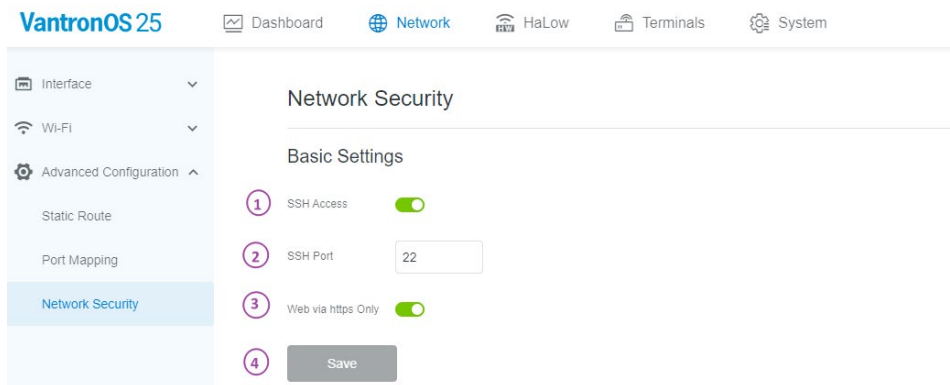 VantronOS 25 Dashboard Network HaLow Terminals System
Interface
Wi-Fi
Advanced Configuration
Static Route
Port Mapping
Network Security
Network Security
Basic Settings
1 SSH Access
2 SSH Port 22
3 Web via https Only
4 Save